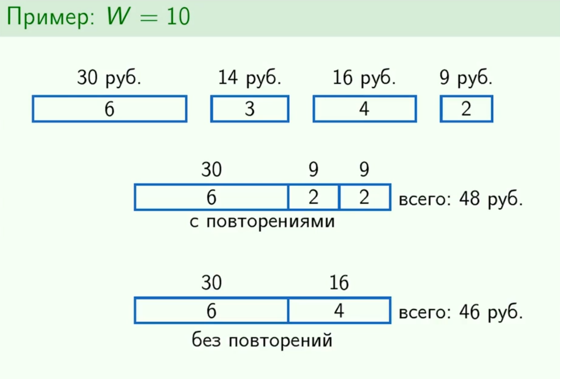 Пример: W = 10
30 руб. 14 руб. 16 руб. 9 руб.
6 3 4 2
30 9 9
6 2 2 всего: 48 руб.
с повторениями
30 16
6 4 всего: 46 руб.
без повторений